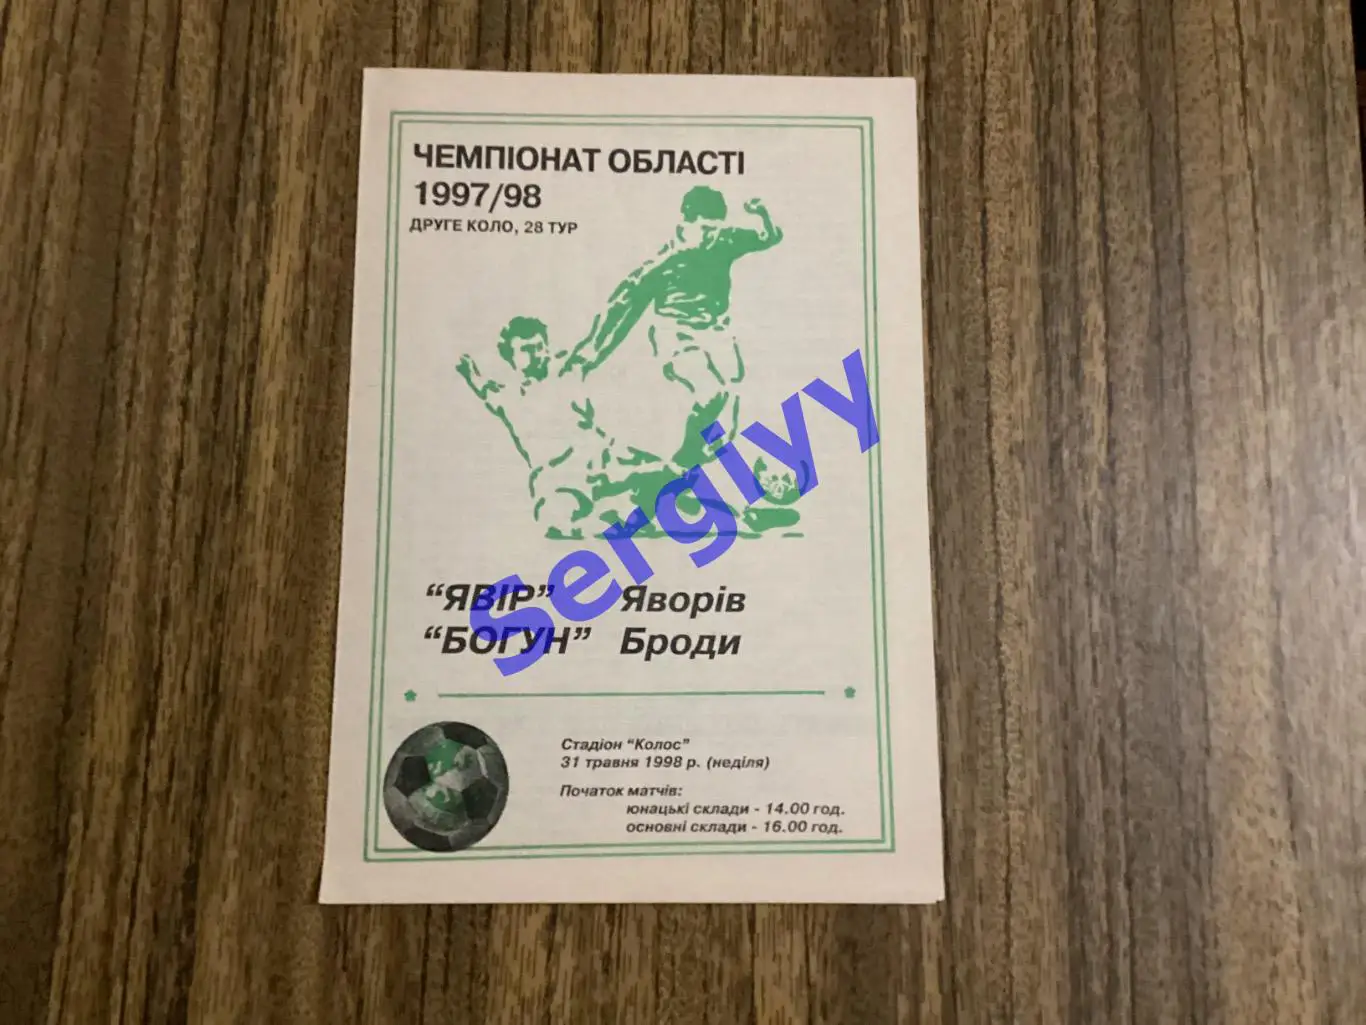 ЧЕМПІОНАТ ОБЛАСТІ
1997/98
ДРУГЕ КОЛО, 28 ТУР
Sergiyy
“ЯВІР” Яворів
“БОГУН” Броди
Стадіон “Колос”
31 травня 1998 р. (неділя)
Початок матчів:
юнацькі склади - 14.00 год.
основні склади - 16.00 год.